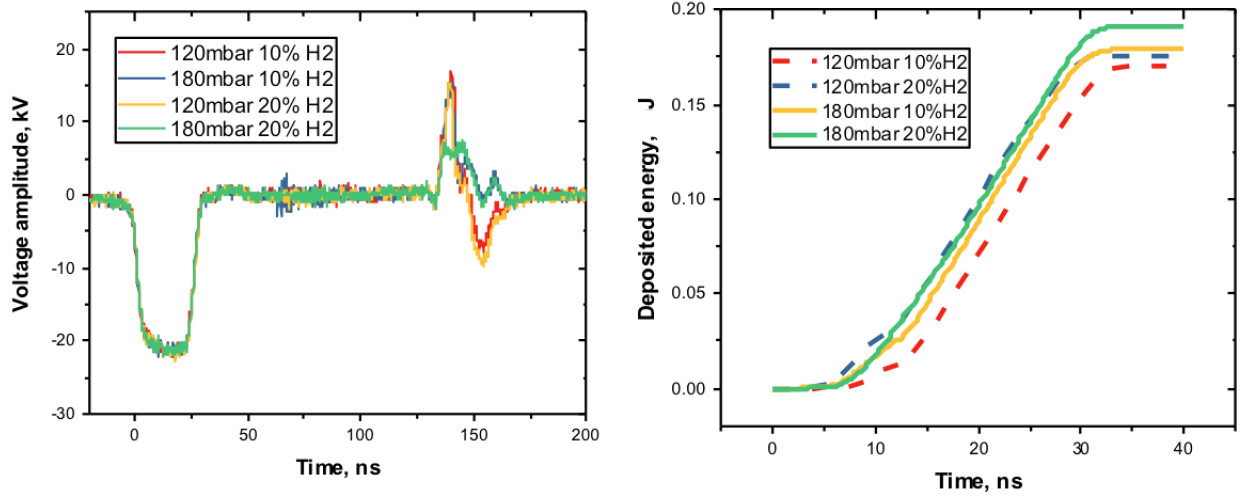 20
10
0
-10
-20
-30
Voltage amplitude, kV
120mbar 10% H2
180mbar 10% H2
120mbar 20% H2
180mbar 20% H2
0
50
100
150
200
Time, ns
0.20
0.15
0.10
0.05
0.00
Deposited energy, J
120mbar 10%H2
120mbar 20%H2
180mbar 10%H2
180mbar 20%H2
0
10
20
30
40
Time, ns